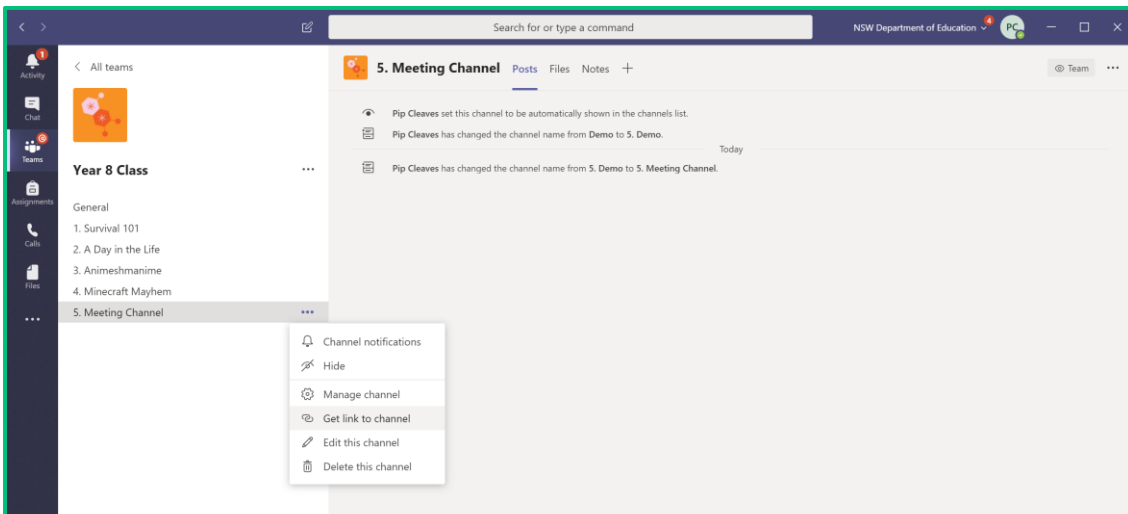 Search for or type a command
NSW Department of Education
4
PC
1
Activity
Chat
@
Teams
Assignments
Calls
Files
All teams
Year 8 Class
General
1. Survival 101
2. A Day in the Life
3. Animeshmanime
4. Minecraft Mayhem
5. Meeting Channel
Channel notifications
Hide
Manage channel
Get link to channel
Edit this channel
Delete this channel
5. Meeting Channel Posts Files Notes
Team
Pip Cleaves set this channel to be automatically shown in the channels list.
Pip Cleaves has changed the channel name from Demo to 5. Demo.
Today
Pip Cleaves has changed the channel name from 5. Demo to 5. Meeting Channel.